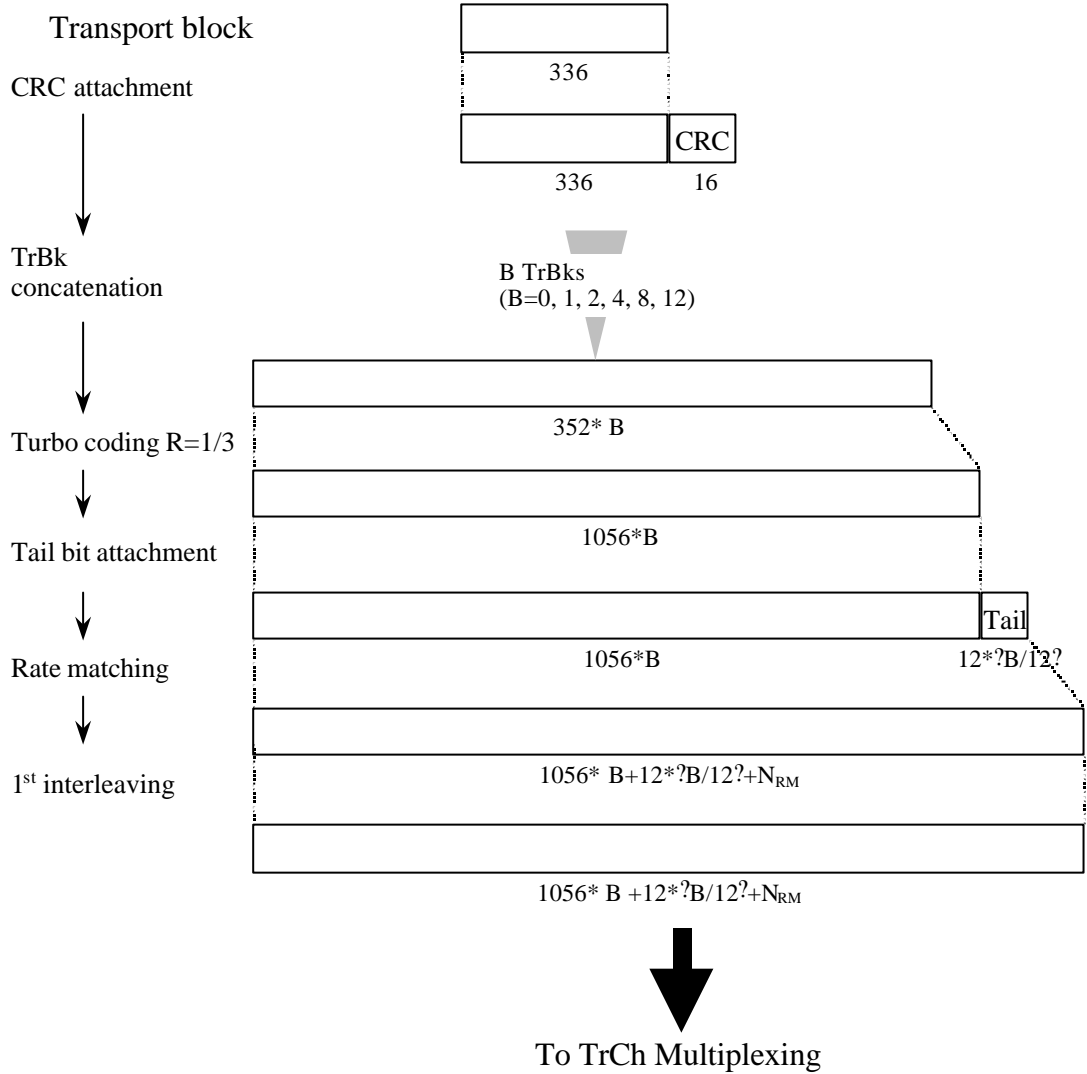 Transport block
336
CRC attachment
CRC
336
16
TrBk
concatenation
B TrBks
(B=0, 1, 2, 4, 8, 12)
352* B
Turbo coding R=1/3
1056*B
Tail bit attachment
Tail
1056*B
12*?B/12?
Rate matching
1056* B+12*?B/12?+NRM
1st interleaving
1056* B +12*?B/12?+NRM
To TrCh Multiplexing